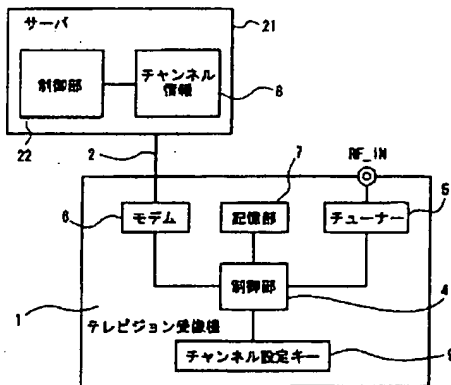 サーバ
21
制御部
チャンネル
情報
8
22
2
7
RF_IN
6
モデム
記憶部
チューナー
5
制御部
4
1
テレビジョン受像機
チャンネル設定キー
9